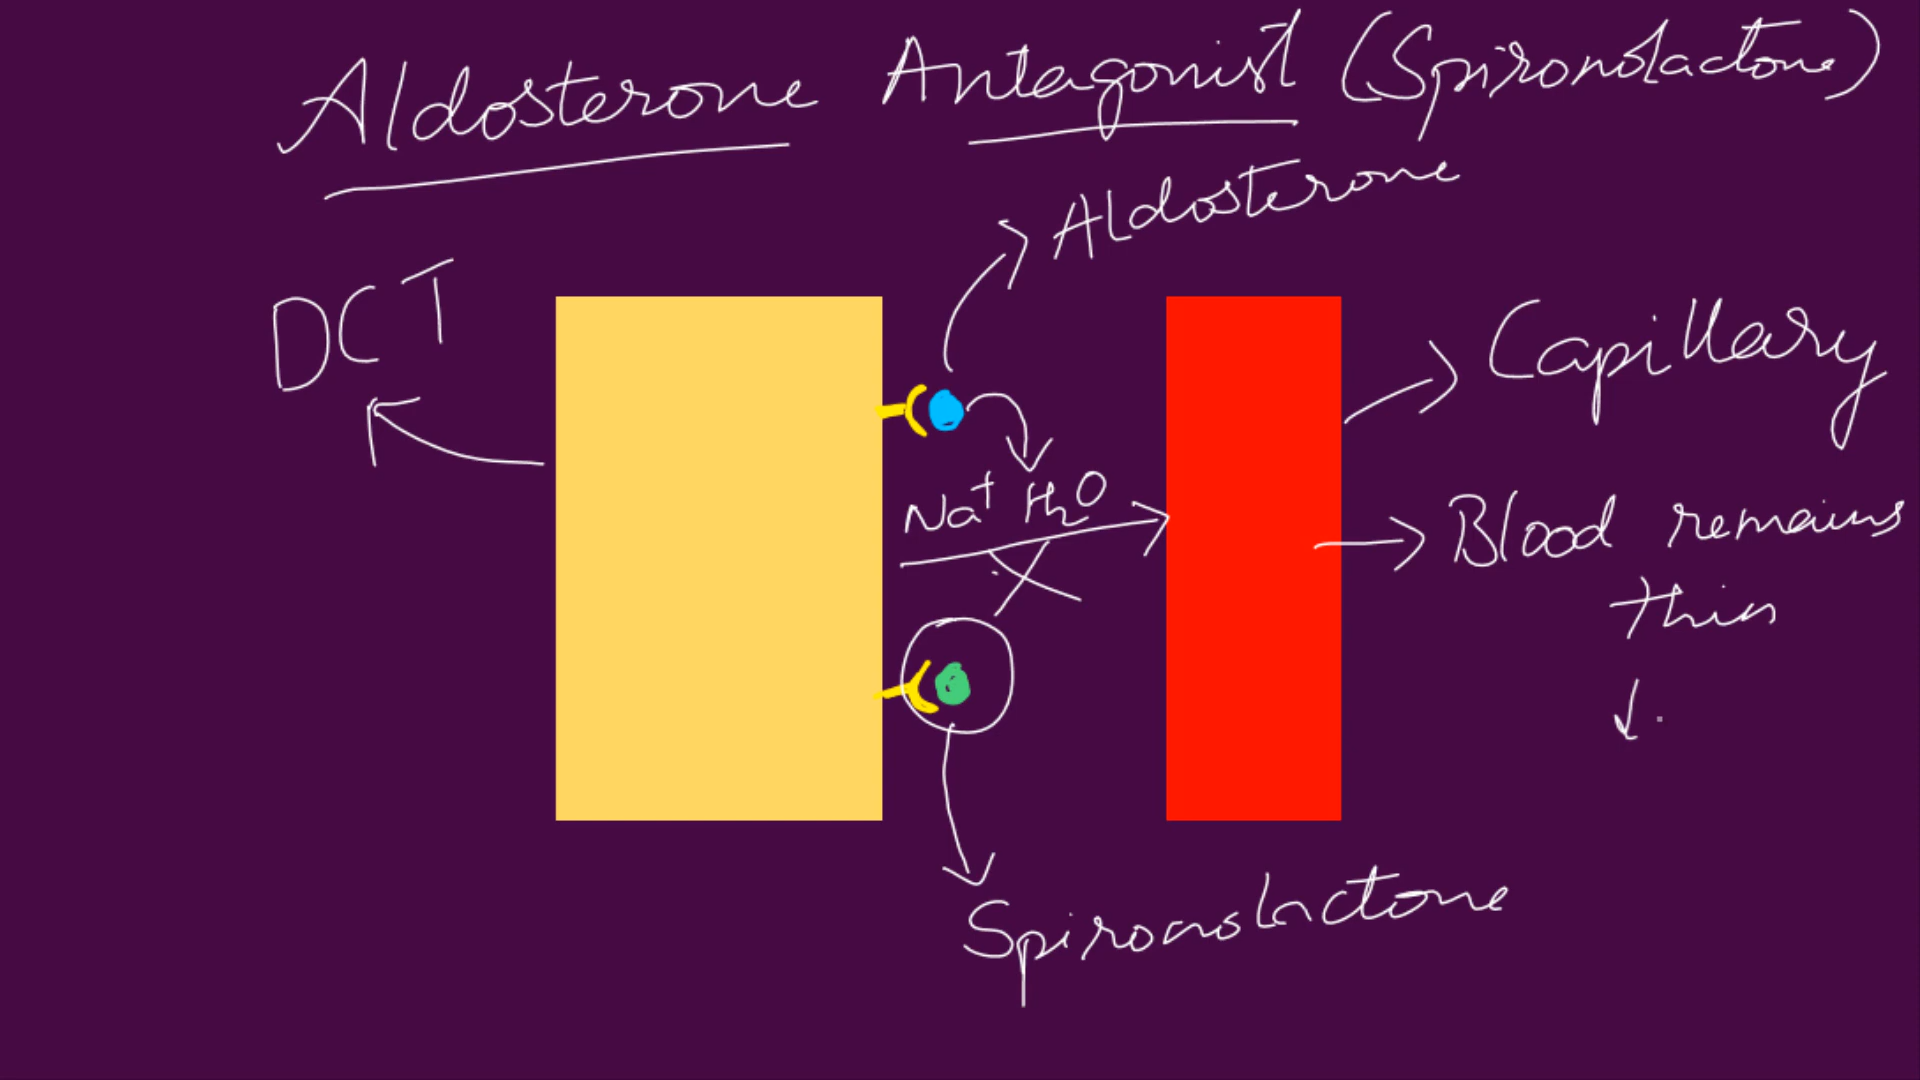 Aldosterone Antagonist (Spironolactone)
Aldosterone
DCT
Capillary
Na+ H2O
Blood remains
thin
Spironolactone